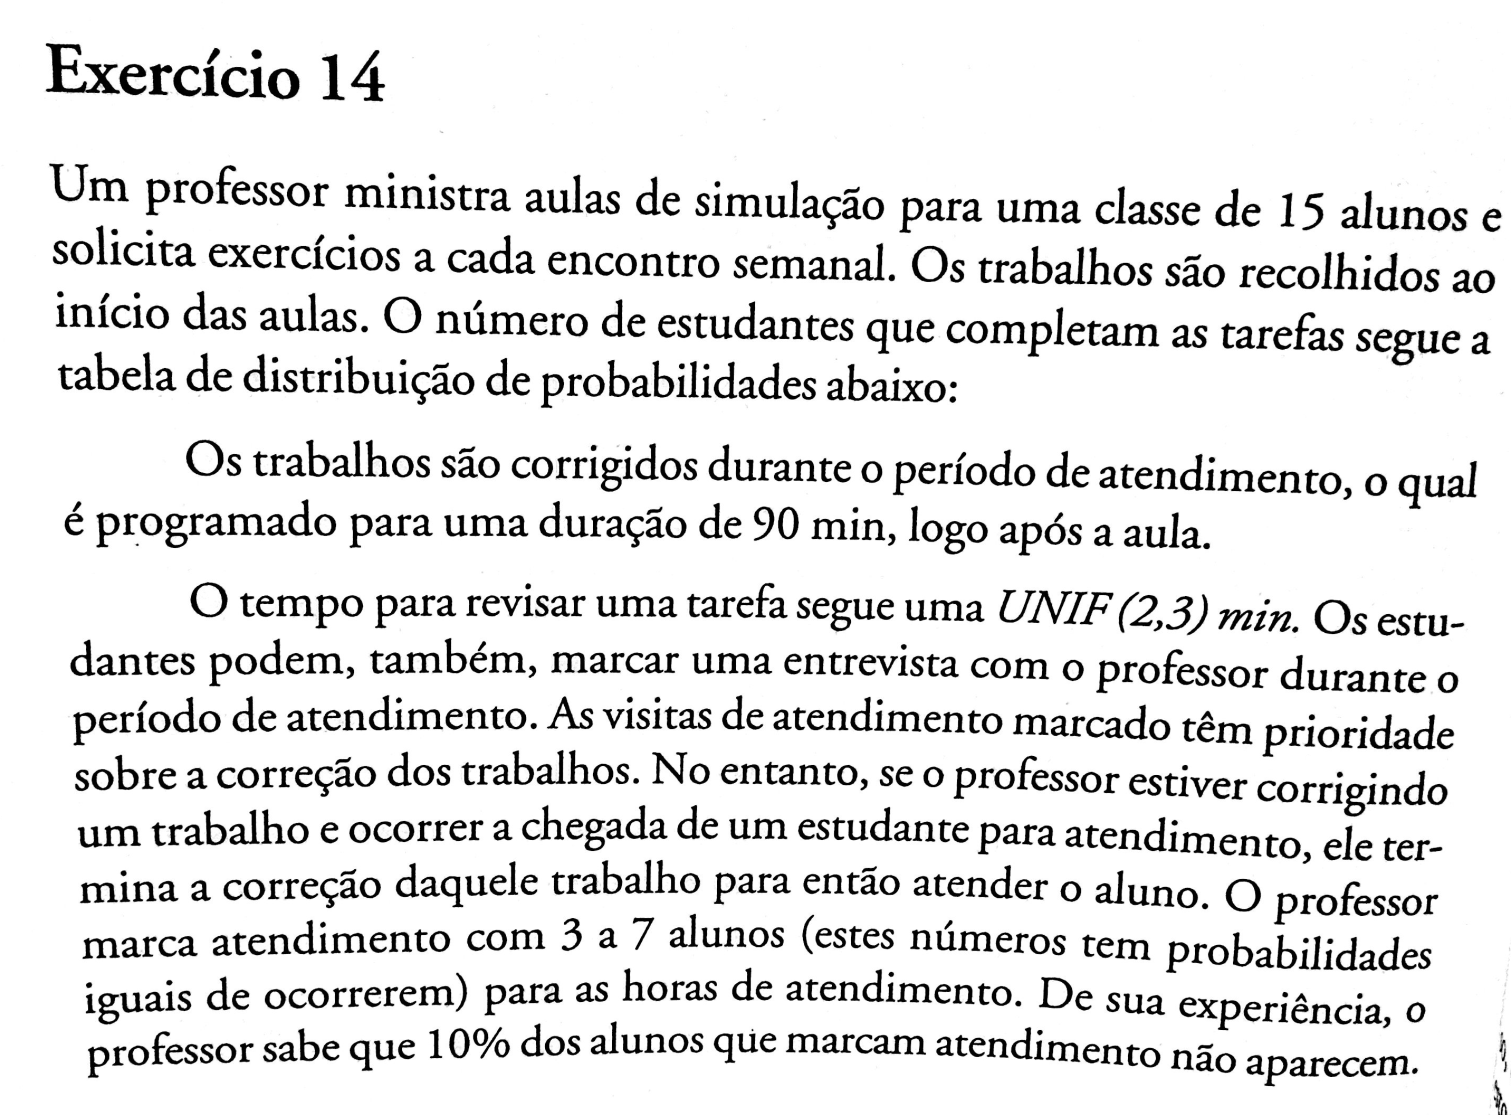 Exercício 14
Um professor ministra aulas de simulação para uma classe de 15 alunos e
solicita exercícios a cada encontro semanal. Os trabalhos são recolhidos ao
início das aulas. O número de estudantes que completam as tarefas segue a
tabela de distribuição de probabilidades abaixo:
Os trabalhos são corrigidos durante o período de atendimento, o qual
é programado para uma duração de 90 min, logo após a aula.
O tempo para revisar uma tarefa segue uma UNIF (2,3) min. Os estu-
dantes podem, também, marcar uma entrevista com o professor durante o
período de atendimento. As visitas de atendimento marcado têm prioridade
sobre a correção dos trabalhos. No entanto, se o professor estiver corrigindo
um trabalho e ocorrer a chegada de um estudante para atendimento, ele ter-
mina a correção daquele trabalho para então atender o aluno. O professor
marca atendimento com 3 a 7 alunos (estes números tem probabilidades
iguais de ocorrerem) para as horas de atendimento. De sua experiência, o
professor sabe que 10% dos alunos que marcam atendimento não aparecem.